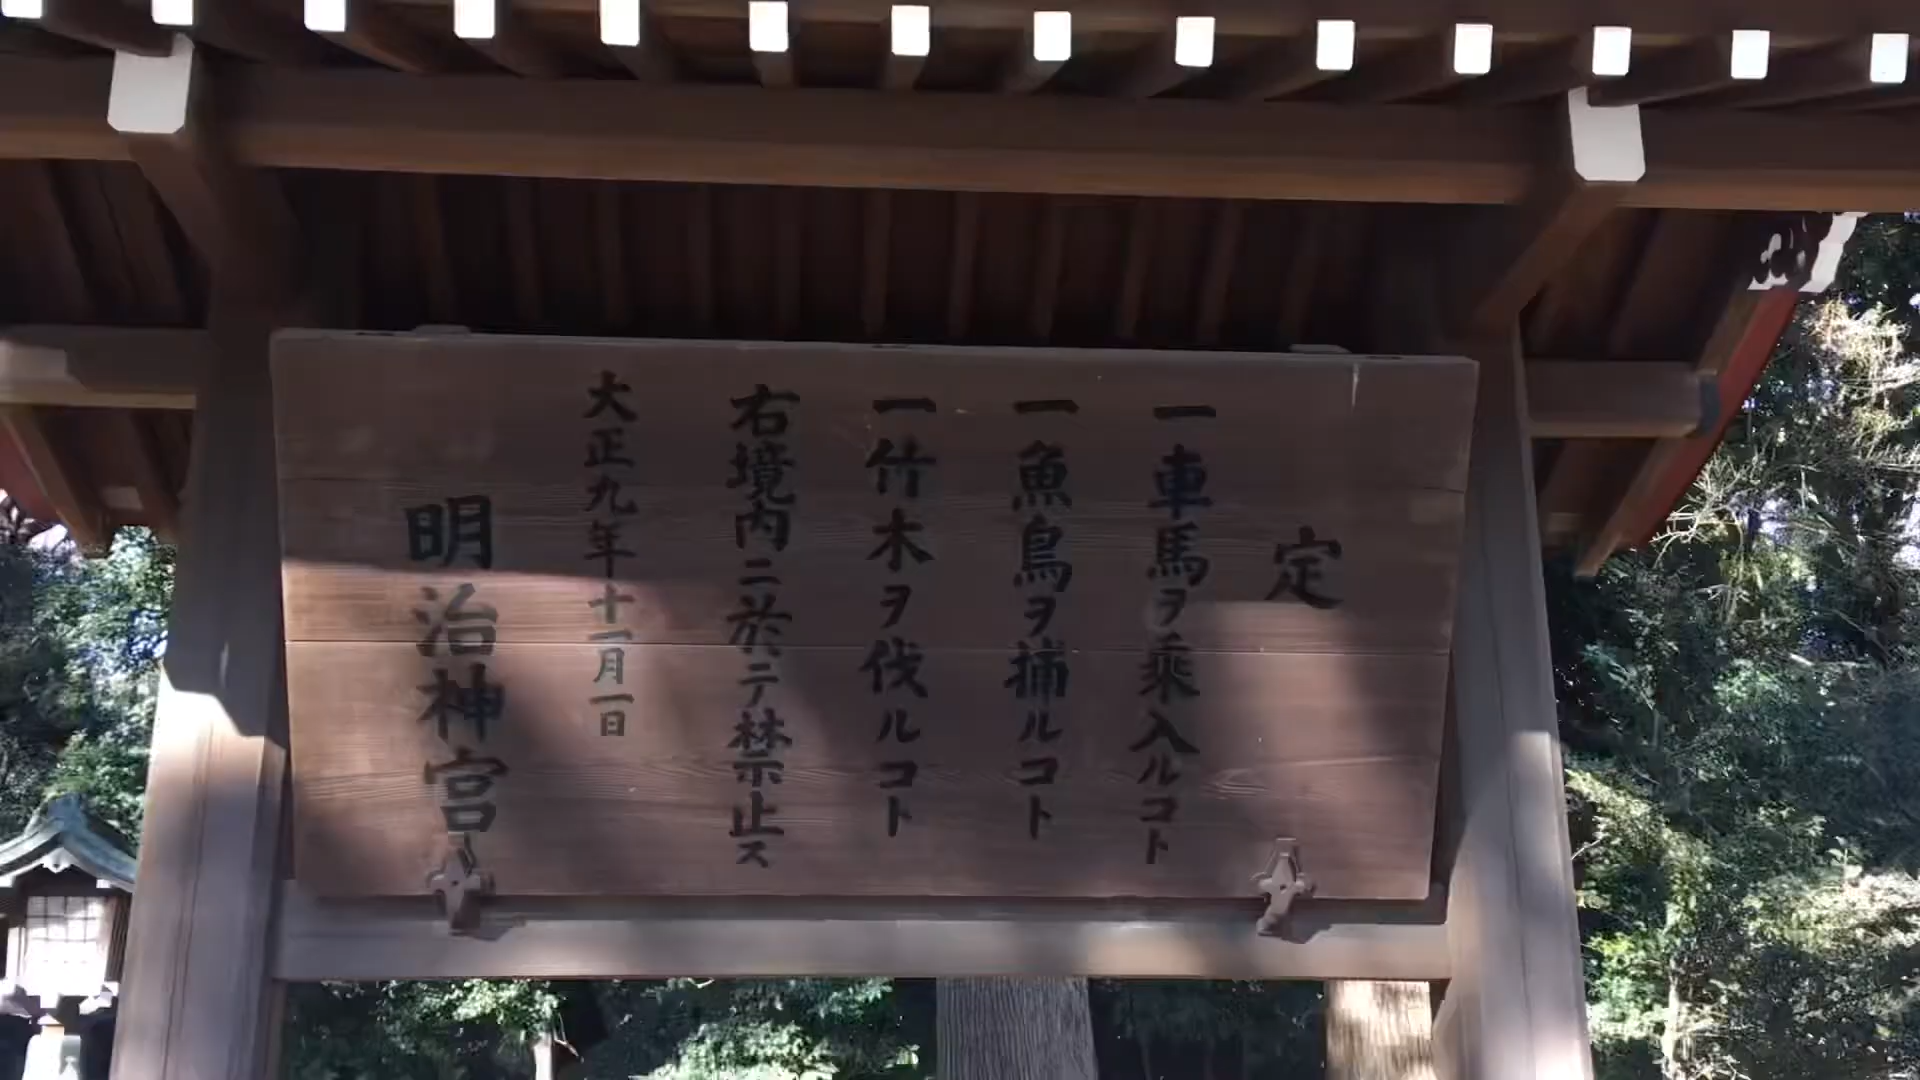 定
一車馬ヲ乗入ルコト
一魚鳥ヲ捕ルコト
一竹木ヲ伐ルコト
右境内ニ於テ禁止ス
大正九年十一月一日
明治神宮